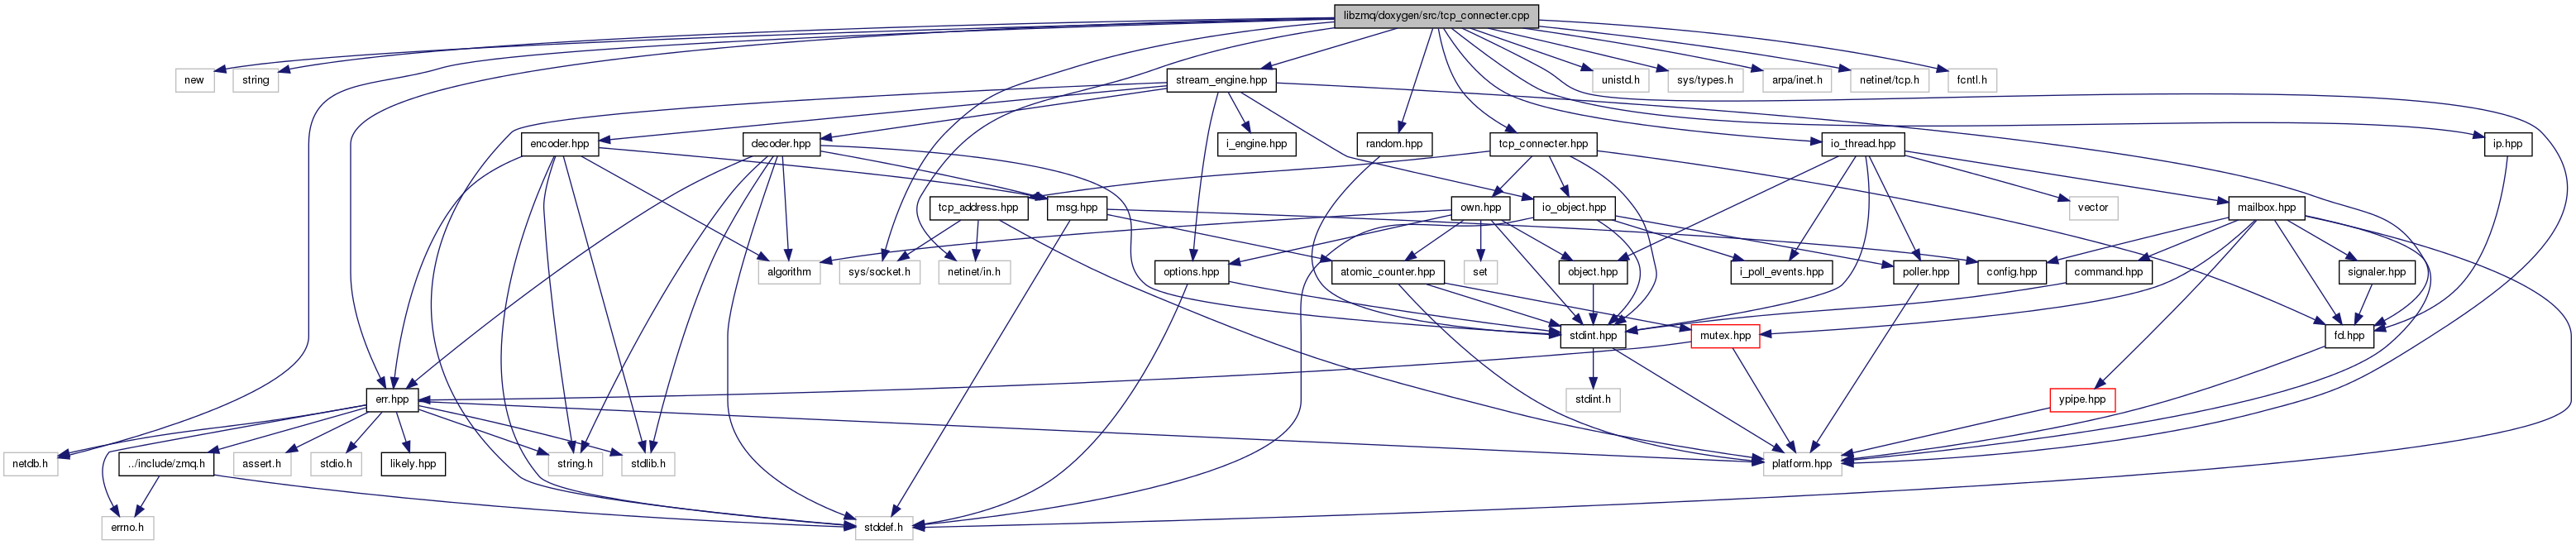 libzmq/doxygen/src/tcp_connecter.cpp
new
string
stream_engine.hpp
unistd.h
sys/types.h
arpa/inet.h
netinet/tcp.h
fcntl.h
encoder.hpp
decoder.hpp
i_engine.hpp
random.hpp
tcp_connecter.hpp
io_thread.hpp
ip.hpp
tcp_address.hpp
msg.hpp
own.hpp
io_object.hpp
vector
mailbox.hpp
algorithm
sys/socket.h
netinet/in.h
options.hpp
atomic_counter.hpp
set
object.hpp
i_poll_events.hpp
poller.hpp
config.hpp
command.hpp
signaler.hpp
stdint.hpp
mutex.hpp
fd.hpp
err.hpp
stdint.h
ypipe.hpp
netdb.h
../include/zmq.h
assert.h
stdio.h
likely.hpp
string.h
stdlib.h
platform.hpp
errno.h
stddef.h